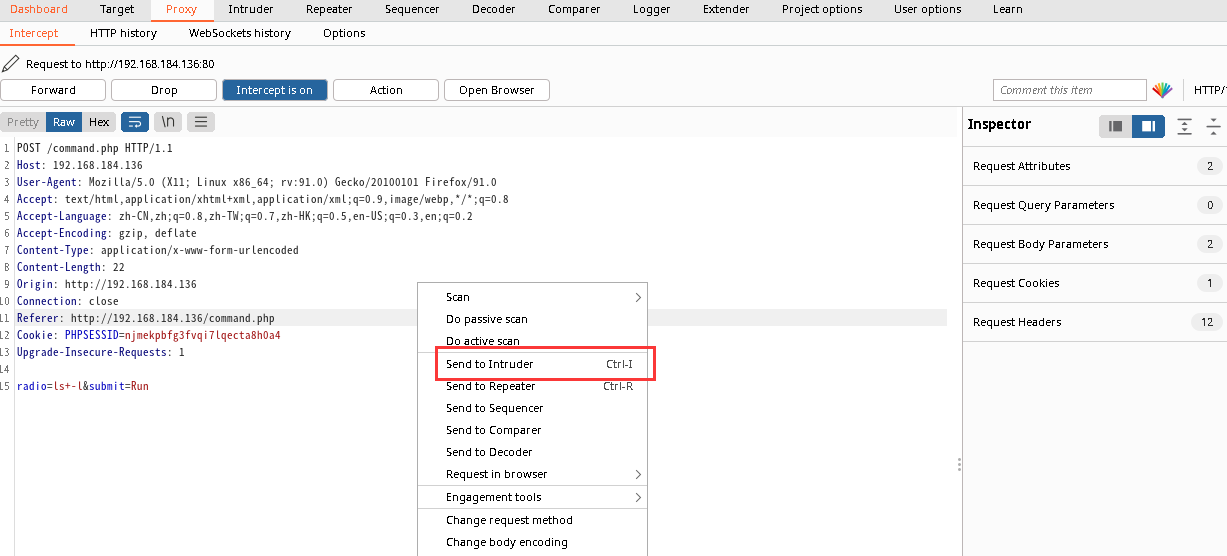 Dashboard Target Proxy Intruder Repeater Sequencer Decoder Comparer Logger Extender Project options User options Learn
Intercept HTTP history WebSockets history Options
Request to http://192.168.184.136:80
Forward Drop Intercept is on Action Open Browser Comment this item HTTP/
Pretty Raw Hex \n
1 POST /command.php HTTP/1.1
2 Host: 192.168.184.136
3 User-Agent: Mozilla/5.0 (X11; Linux x86_64; rv:91.0) Gecko/20100101 Firefox/91.0
4 Accept: text/html,application/xhtml+xml,application/xml;q=0.9,image/webp,*/*;q=0.8
5 Accept-Language: zh-CN,zh;q=0.8,zh-TW;q=0.7,zh-HK;q=0.5,en-US;q=0.3,en;q=0.2
6 Accept-Encoding: gzip, deflate
7 Content-Type: application/x-www-form-urlencoded
8 Content-Length: 22
9 Origin: http://192.168.184.136
10 Connection: close
11 Referer: http://192.168.184.136/command.php
12 Cookie: PHPSESSID=njmekpbfg3fvqi7lqecta8h0a4
13 Upgrade-Insecure-Requests: 1
14
15 radio=ls+-l&submit=Run
Scan
Do passive scan
Do active scan
Send to Intruder Ctrl-I
Send to Repeater Ctrl-R
Send to Sequencer
Send to Comparer
Send to Decoder
Request in browser
Engagement tools
Change request method
Change body encoding
Inspector
Request Attributes 2
Request Query Parameters 0
Request Body Parameters 2
Request Cookies 1
Request Headers 12